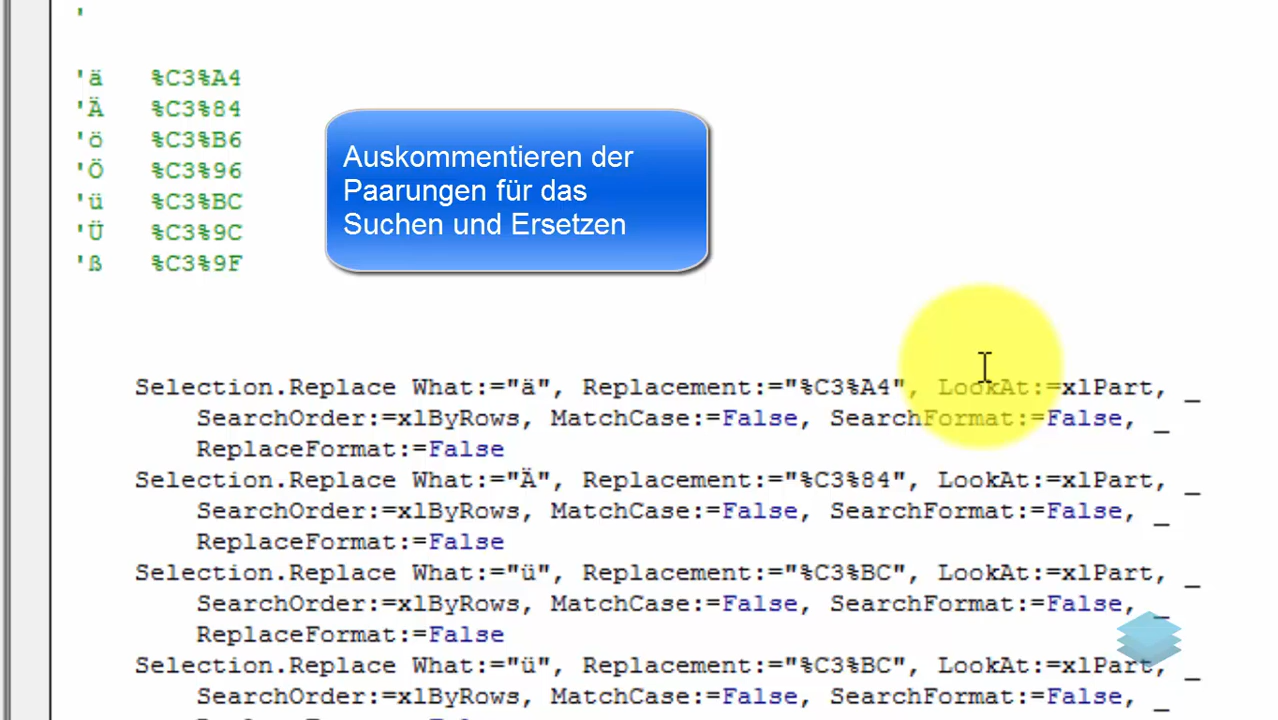 '
'ä %C3%A4
'Ä %C3%84
'ö %C3%B6
'Ö %C3%96
'ü %C3%BC
'Ü %C3%9C
'ß %C3%9F
Auskommentieren der
Paarungen für das
Suchen und Ersetzen
Selection.Replace What:="ä", Replacement:="%C3%A4", LookAt:=xlPart, _
SearchOrder:=xlByRows, MatchCase:=False, SearchFormat:=False, _
ReplaceFormat:=False
Selection.Replace What:="Ä", Replacement:="%C3%84", LookAt:=xlPart, _
SearchOrder:=xlByRows, MatchCase:=False, SearchFormat:=False, _
ReplaceFormat:=False
Selection.Replace What:="ü", Replacement:="%C3%BC", LookAt:=xlPart, _
SearchOrder:=xlByRows, MatchCase:=False, SearchFormat:=False, _
ReplaceFormat:=False
Selection.Replace What:="ü", Replacement:="%C3%BC", LookAt:=xlPart, _
SearchOrder:=xlByRows, MatchCase:=False, SearchFormat:=False, _